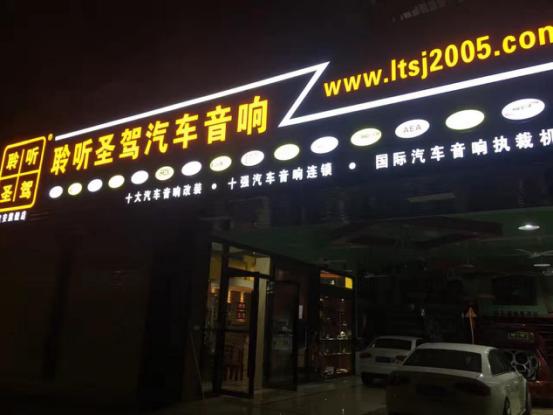 聆听
圣驾
聆听圣驾汽车音响
www.ltsj2005.com
AEA
十大汽车音响改装 · 十强汽车音响连锁 · 国际汽车音响执裁机